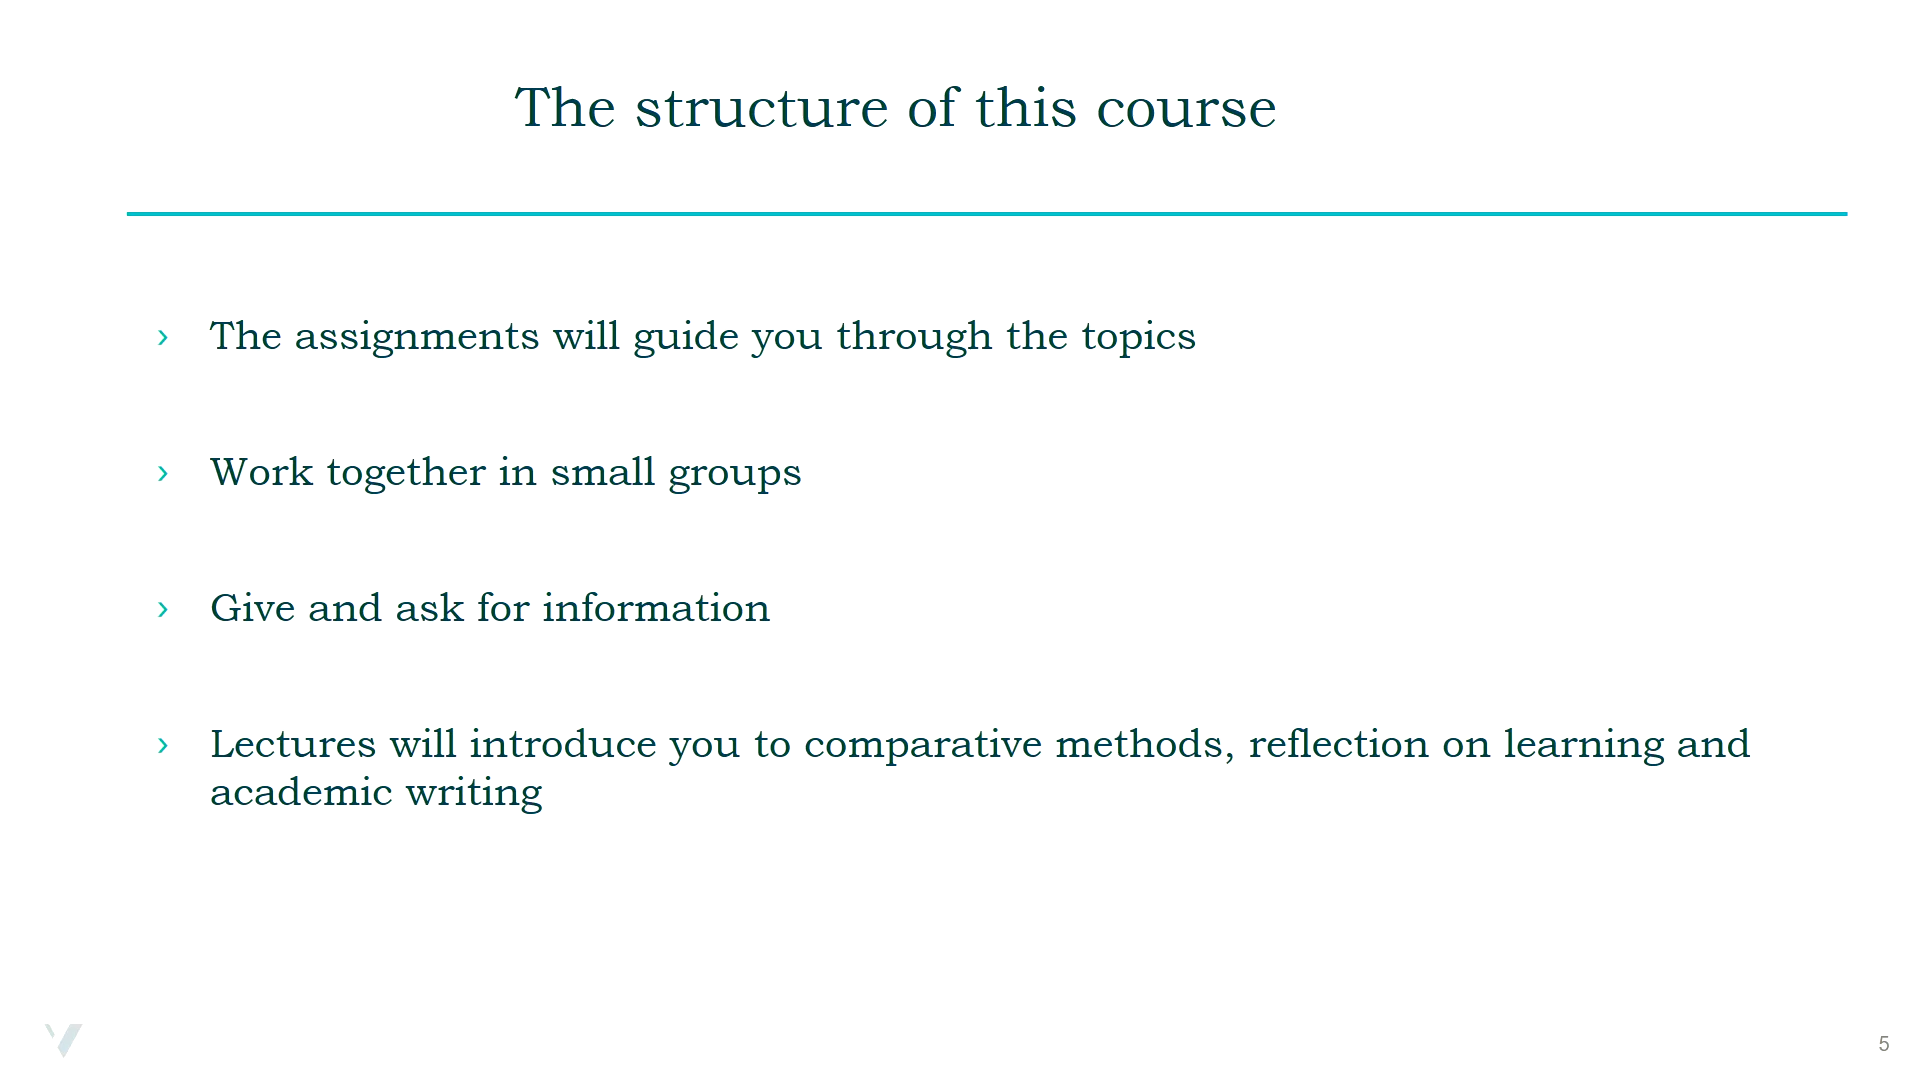 The structure of this course
› The assignments will guide you through the topics
› Work together in small groups
› Give and ask for information
› Lectures will introduce you to comparative methods, reflection on learning and
academic writing
5